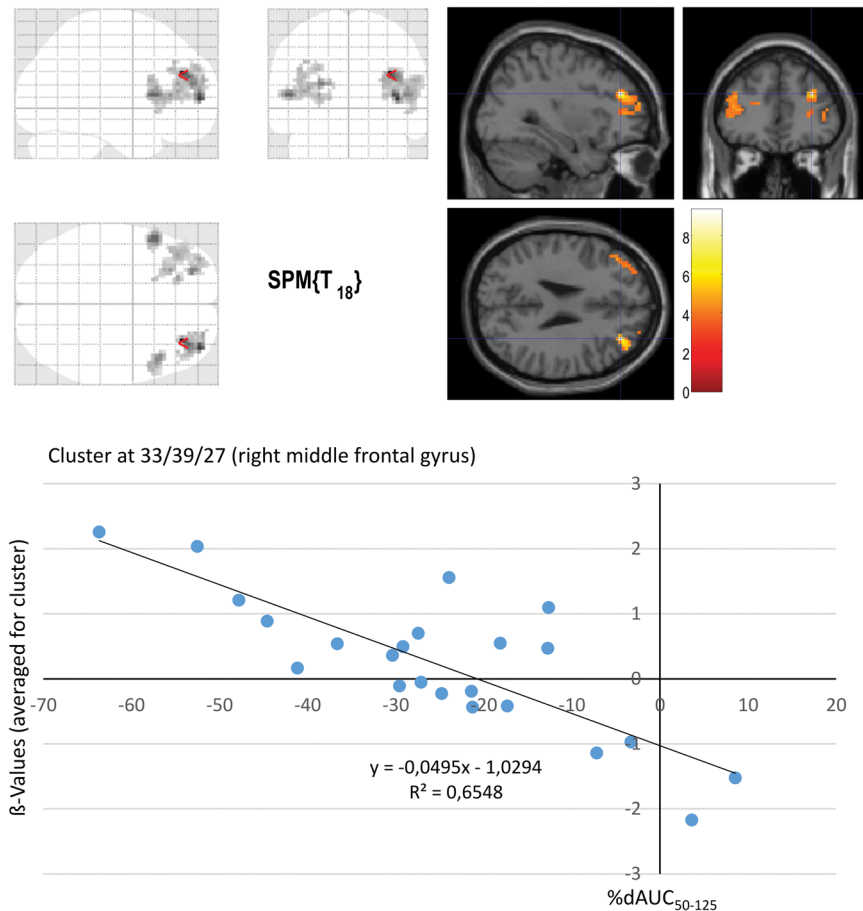 SPM{T 18}
8
6
4
2
0
Cluster at 33/39/27 (right middle frontal gyrus)
ß-Values (averaged for cluster)
3
2
1
0
-1
-2
-3
-70 -60 -50 -40 -30 -20 -10 0 10 20
y = -0,0495x - 1,0294
R² = 0,6548
%dAUC50-125